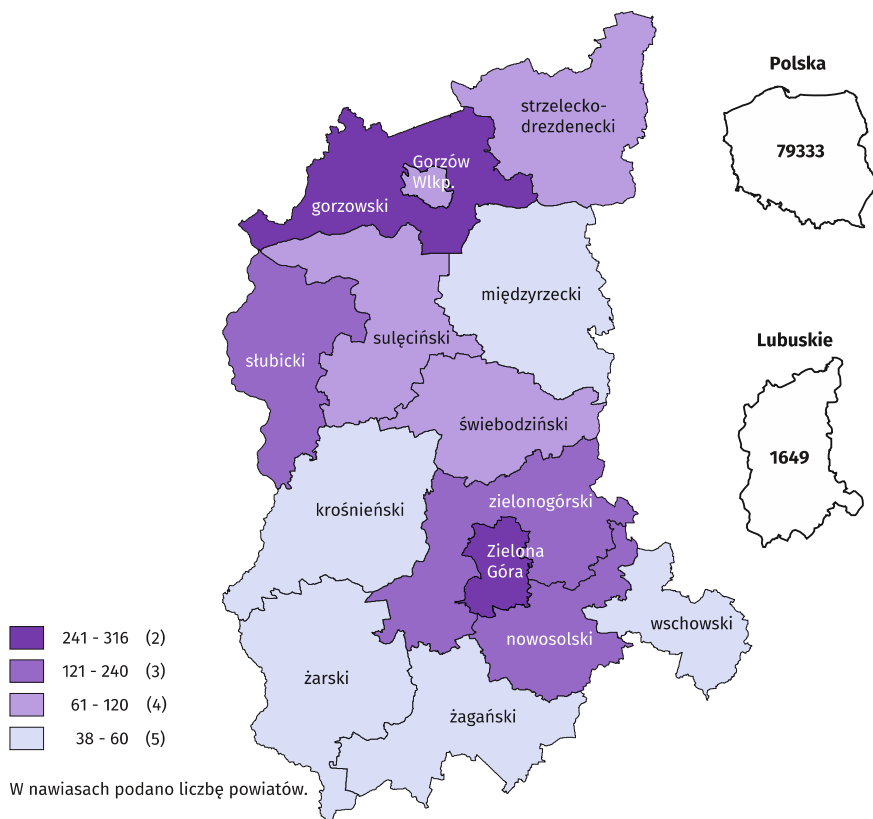 Polska
79333
strzelecko-
drezdenecki
Gorzów
Wlkp.
gorzowski
międzyrzecki
sulęciński
słubicki
Lubuskie
1649
świebodziński
zielonogórski
krośnieński
Zielona
Góra
wschowski
nowosolski
żarski
żagański
241 - 316 (2)
121 - 240 (3)
61 - 120 (4)
38 - 60 (5)
W nawiasach podano liczbę powiatów.